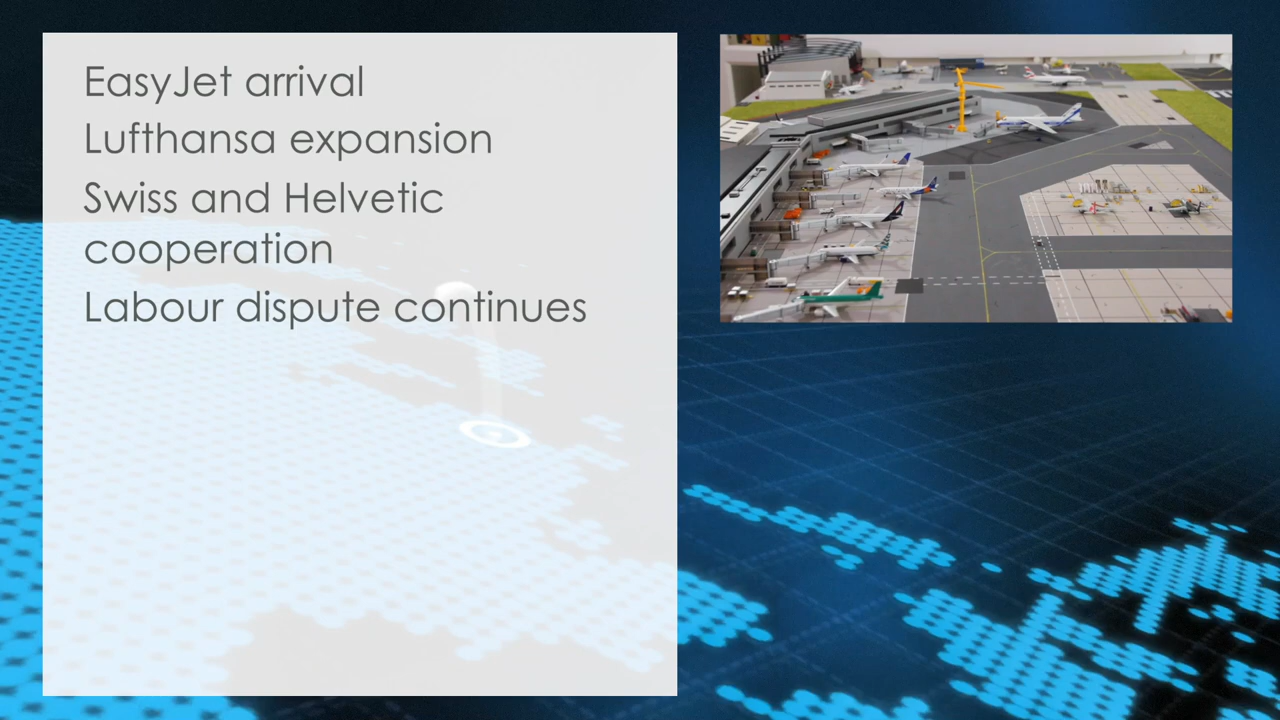 EasyJet arrival
Lufthansa expansion
Swiss and Helvetic
cooperation
Labour dispute continues